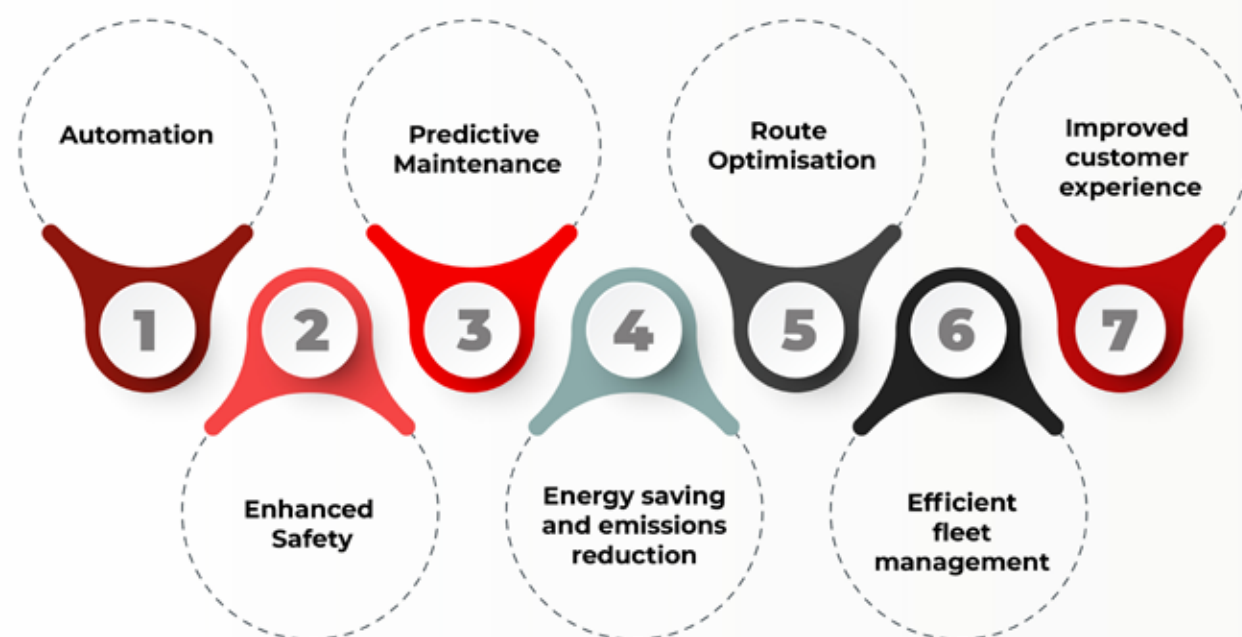 1
Automation
2
Enhanced
Safety
3
Predictive
Maintenance
4
Energy saving
and emissions
reduction
5
Route
Optimisation
6
Efficient
fleet
management
7
Improved
customer
experience